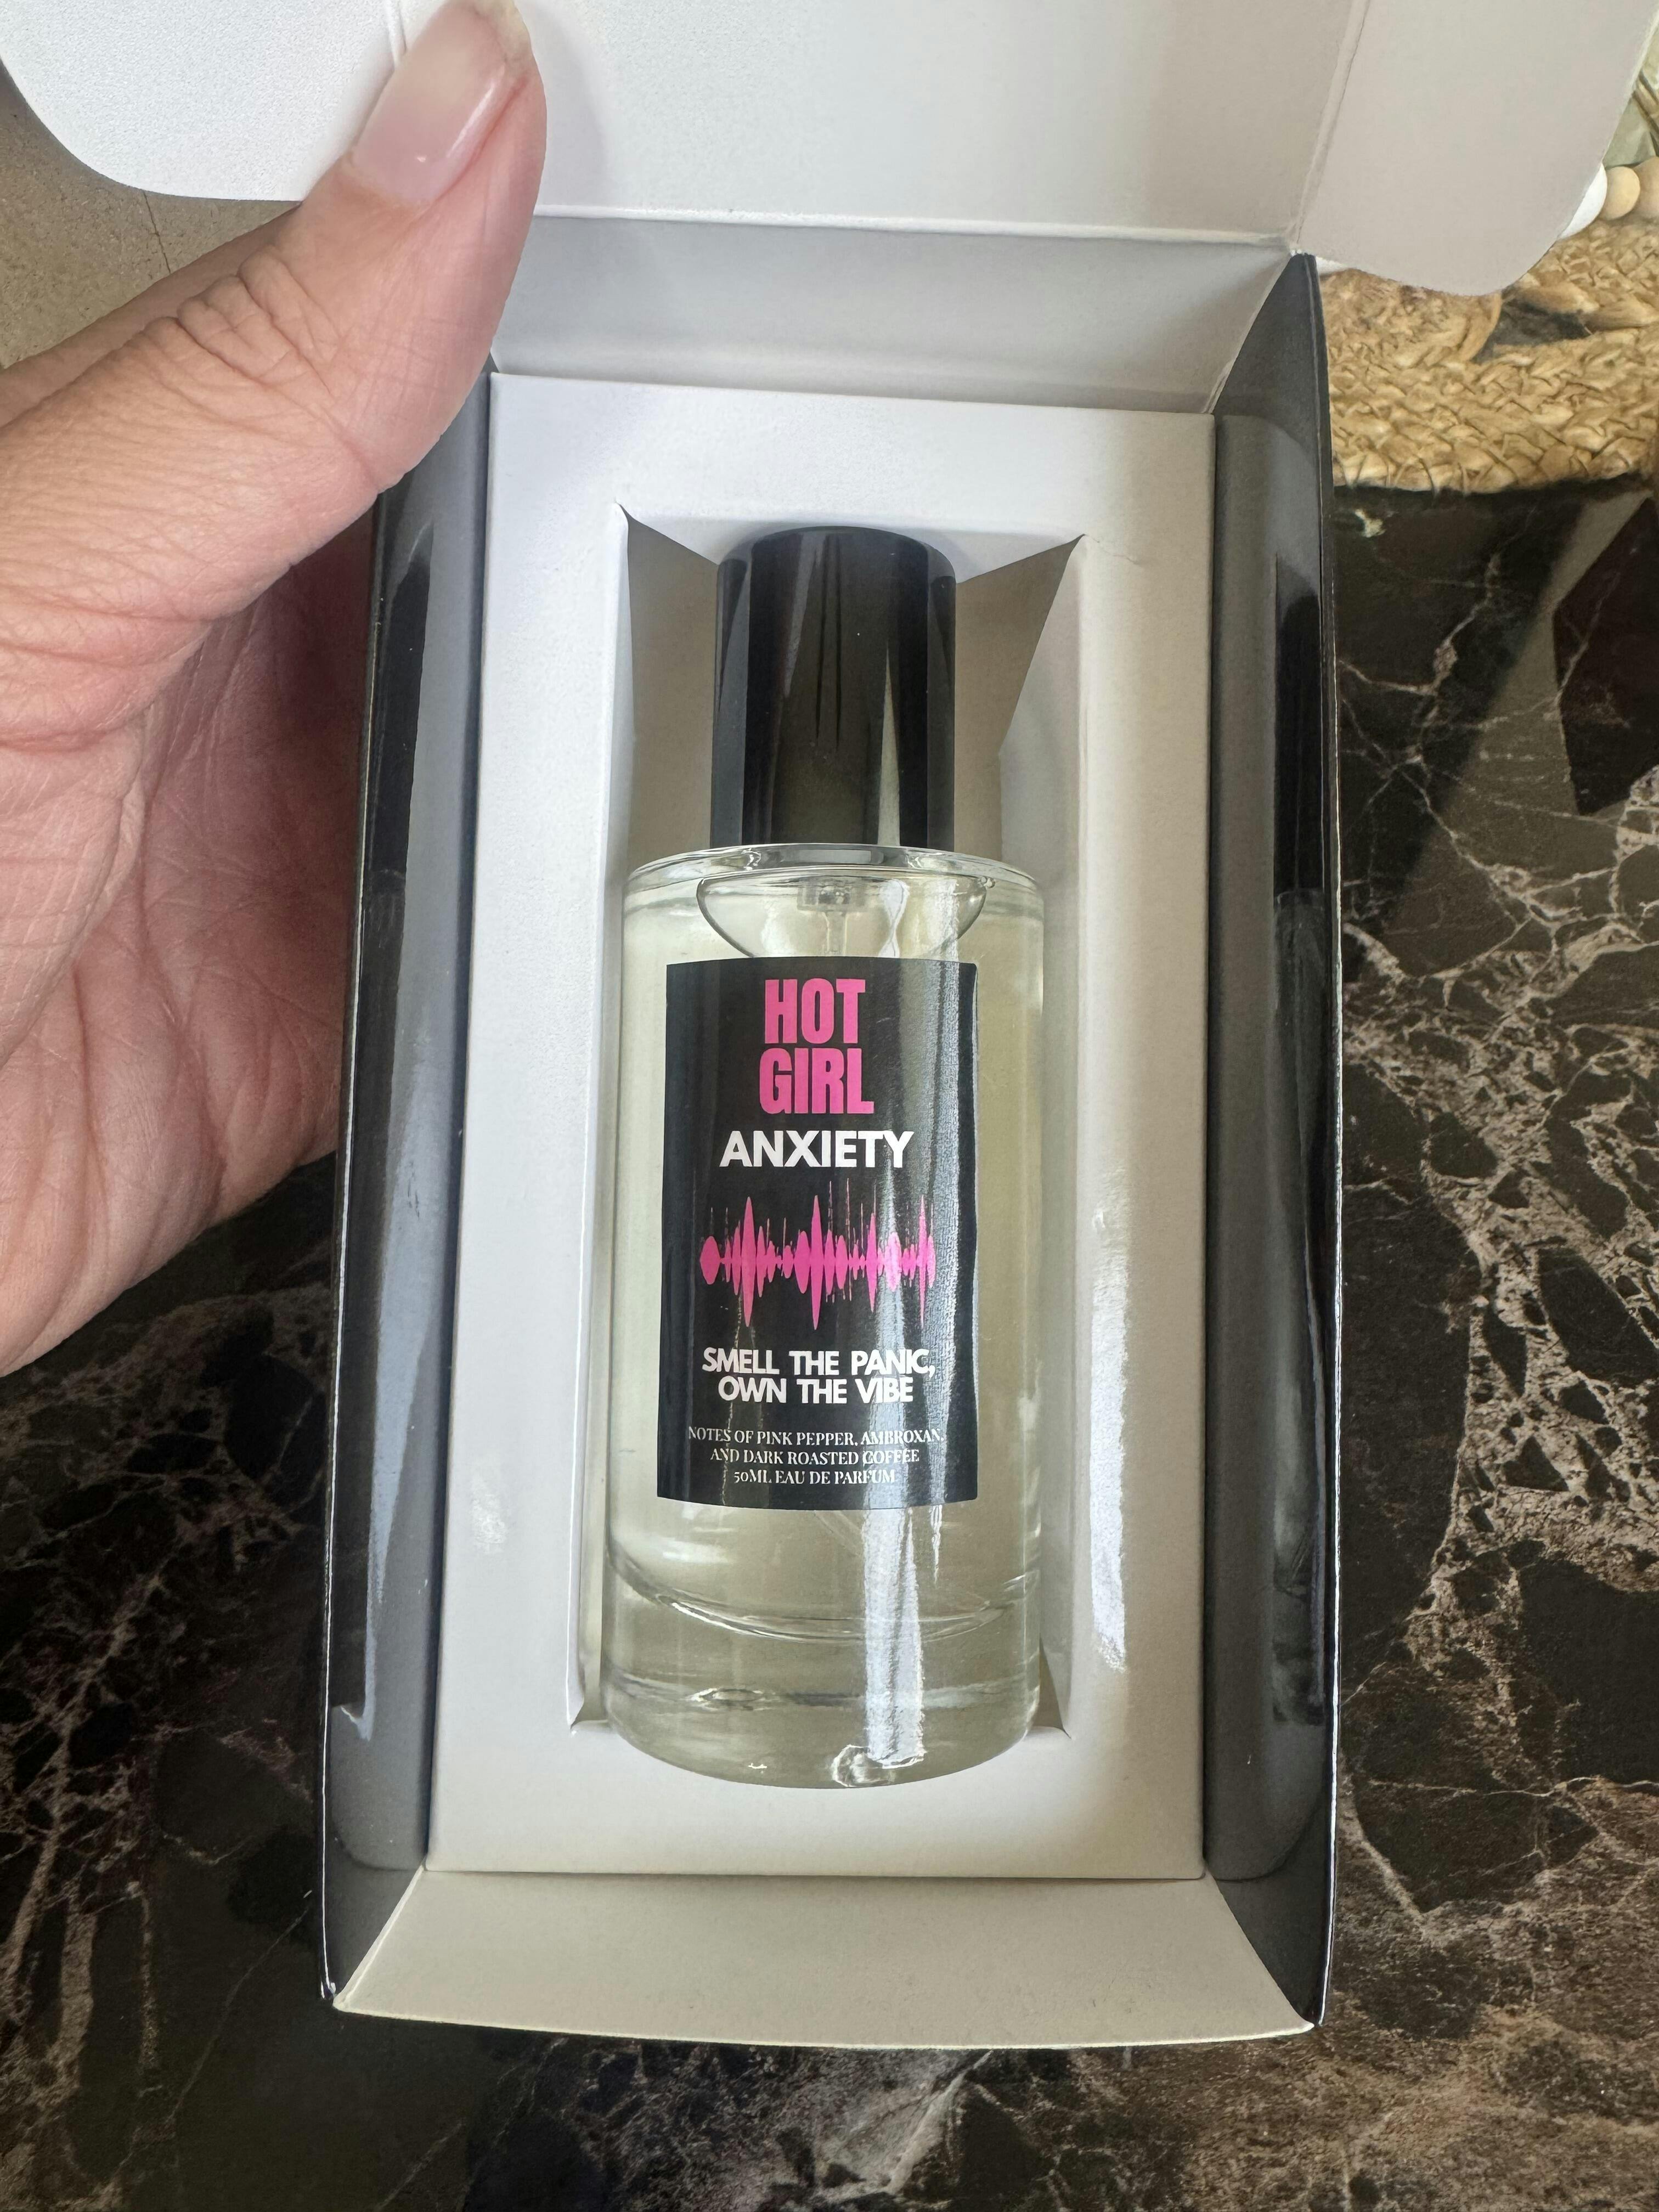 HOT
GIRL
ANXIETY
SMELL THE PANIC,
OWN THE VIBE
NOTES OF PINK PEPPER, AMBROXAN,
AND DARK ROASTED COFFEE
50ML EAU DE PARFUM